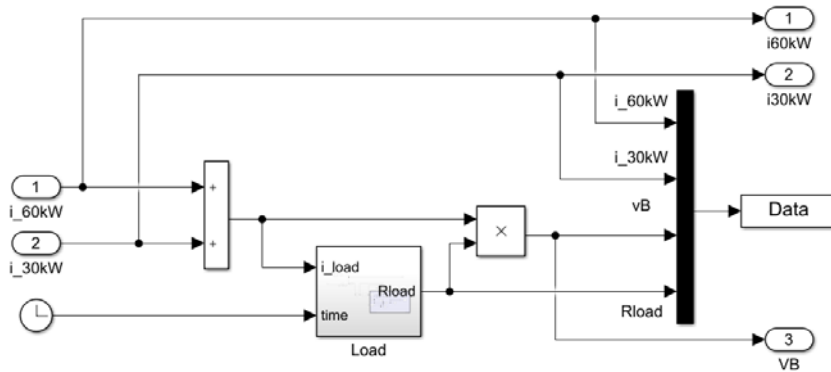 1
i60kW
2
i30kW
i_60kW
i_30kW
1
i_60kW
+
+
2
i_30kW
vB
×
Data
i_load
Rload
time
Load
Rload
3
VB